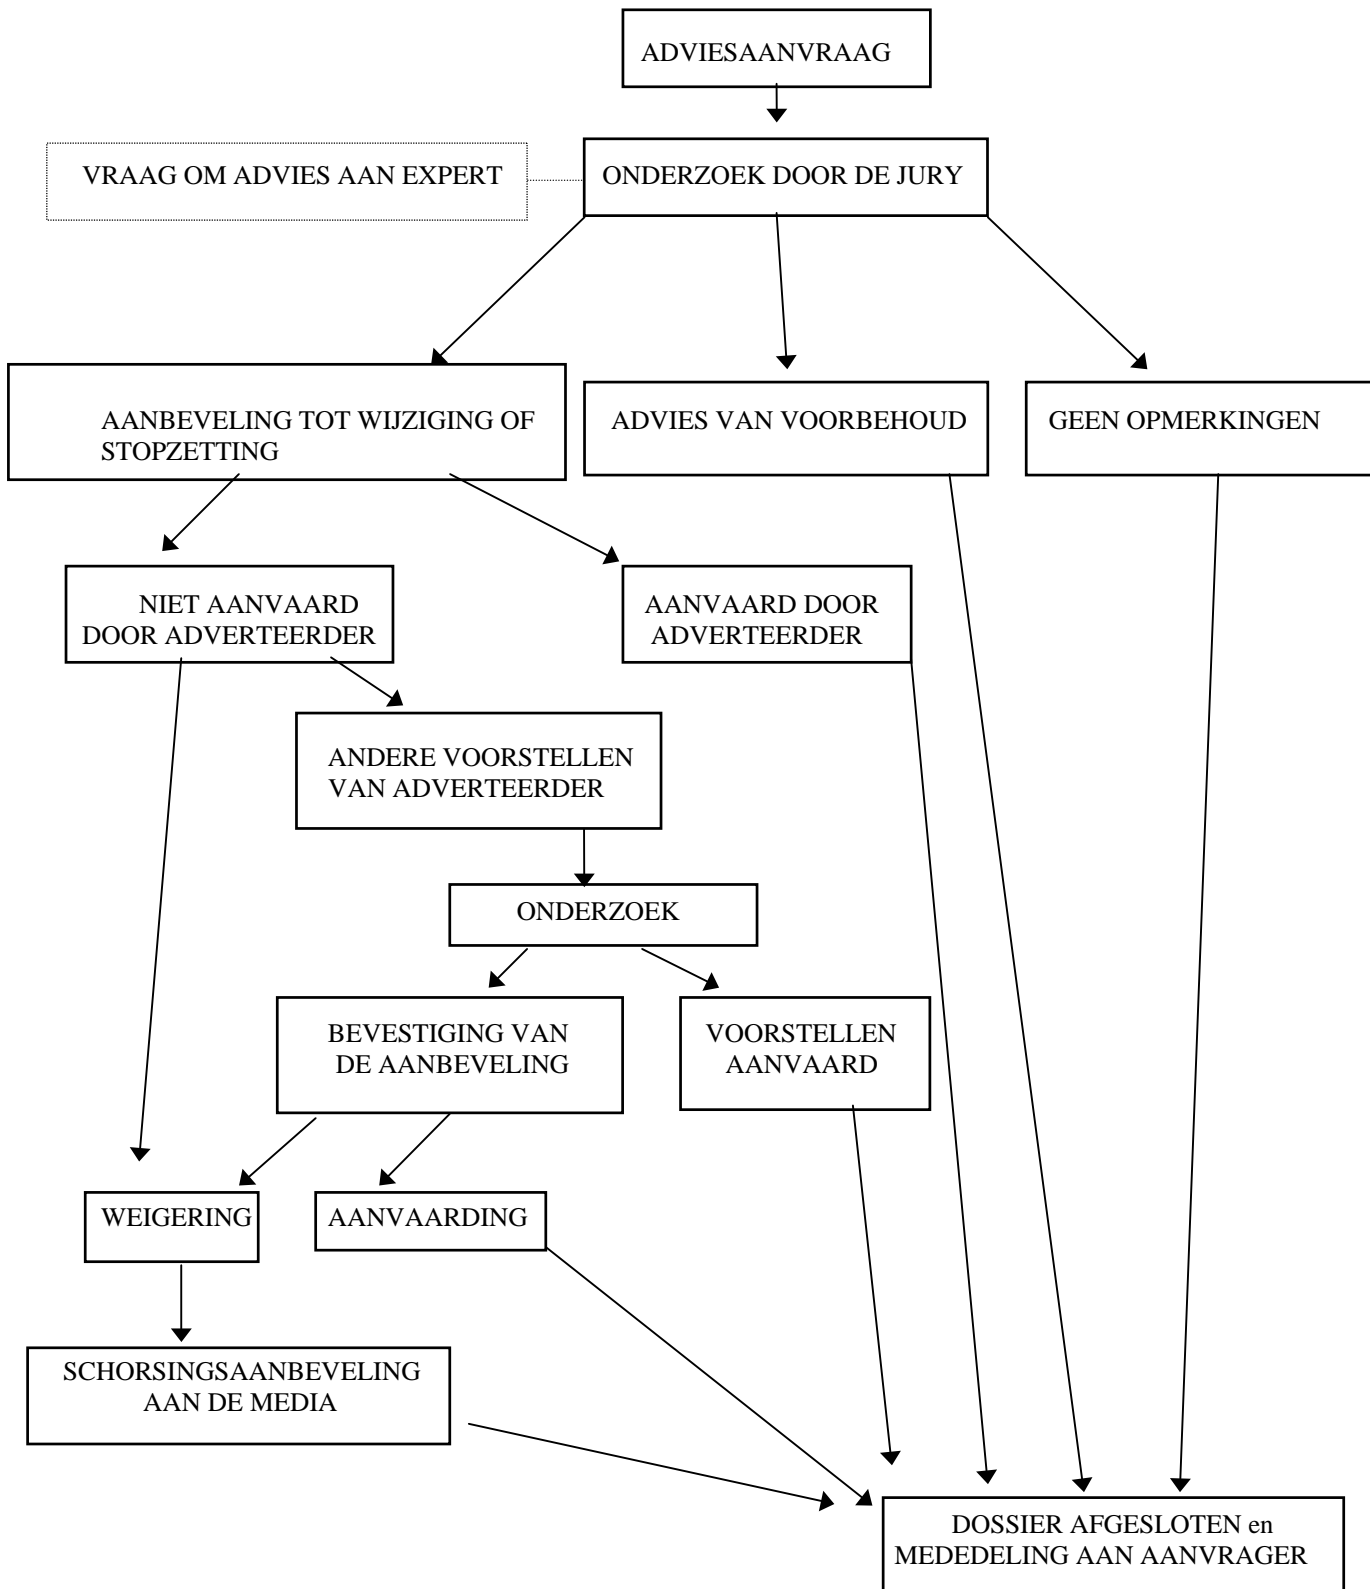 ADVIESAANVRAAG
VRAAG OM ADVIES AAN EXPERT
ONDERZOEK DOOR DE JURY
AANBEVELING TOT WIJZIGING OF
STOPZETTING
ADVIES VAN VOORBEHOUD
GEEN OPMERKINGEN
NIET AANVAARD
DOOR ADVERTEERDER
AANVAARD DOOR
ADVERTEERDER
ANDERE VOORSTELLEN
VAN ADVERTEERDER
ONDERZOEK
BEVESTIGING VAN
DE AANBEVELING
VOORSTELLEN
AANVAARD
WEIGERING
AANVAARDING
SCHORSINGSAANBEVELING
AAN DE MEDIA
DOSSIER AFGESLOTEN en
MEDEDELING AAN AANVRAGER